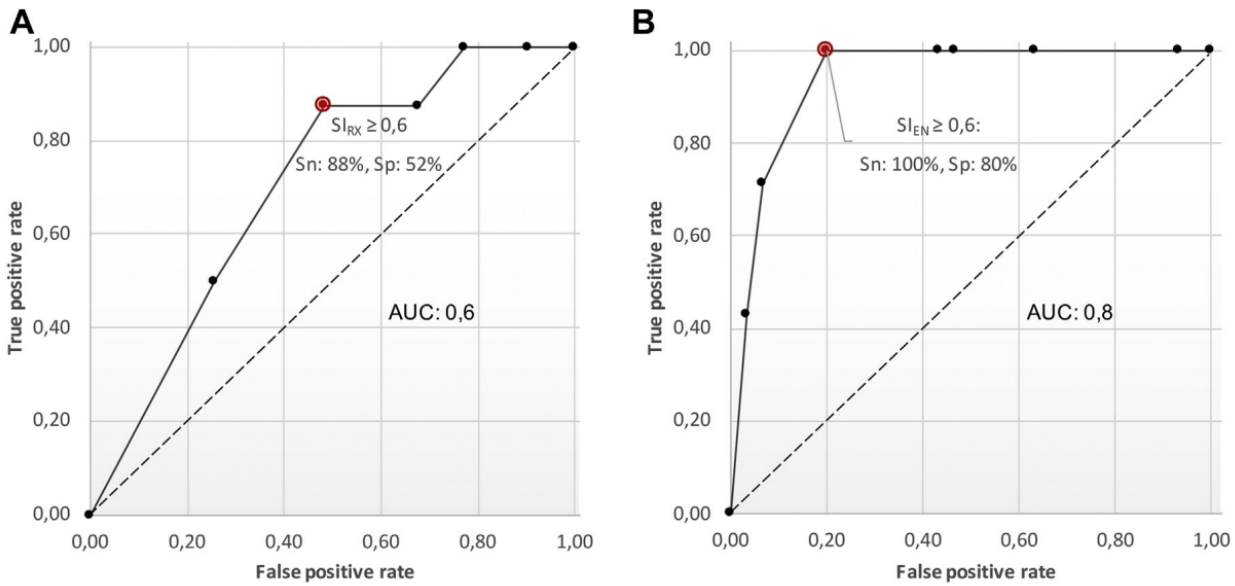 A
1,00
0,80
0,60
0,40
0,20
0,00
True positive rate
SI_RX ≥ 0,6
Sn: 88%, Sp: 52%
AUC: 0,6
0,00 0,20 0,40 0,60 0,80 1,00
False positive rate
B
1,00
0,80
0,60
0,40
0,20
0,00
True positive rate
SI_EN ≥ 0,6:
Sn: 100%, Sp: 80%
AUC: 0,8
0,00 0,20 0,40 0,60 0,80 1,00
False positive rate